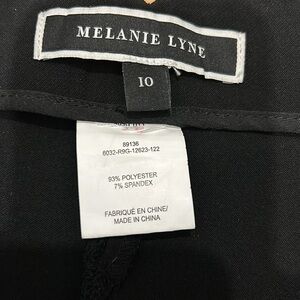 MELANIE LYNE
10
89136
6032-R9G-12623-122
93% POLYESTER
7% SPANDEX
FABRIQUÉ EN CHINE/
MADE IN CHINA